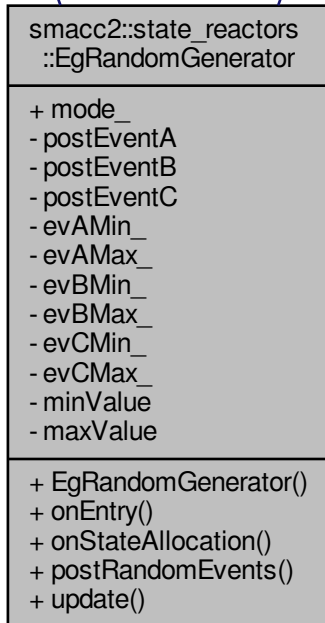 smacc2::state_reactors
::EgRandomGenerator
+ mode_
- postEventA
- postEventB
- postEventC
- evAMin_
- evAMax_
- evBMin_
- evBMax_
- evCMin_
- evCMax_
- minValue
- maxValue
+ EgRandomGenerator()
+ onEntry()
+ onStateAllocation()
+ postRandomEvents()
+ update()